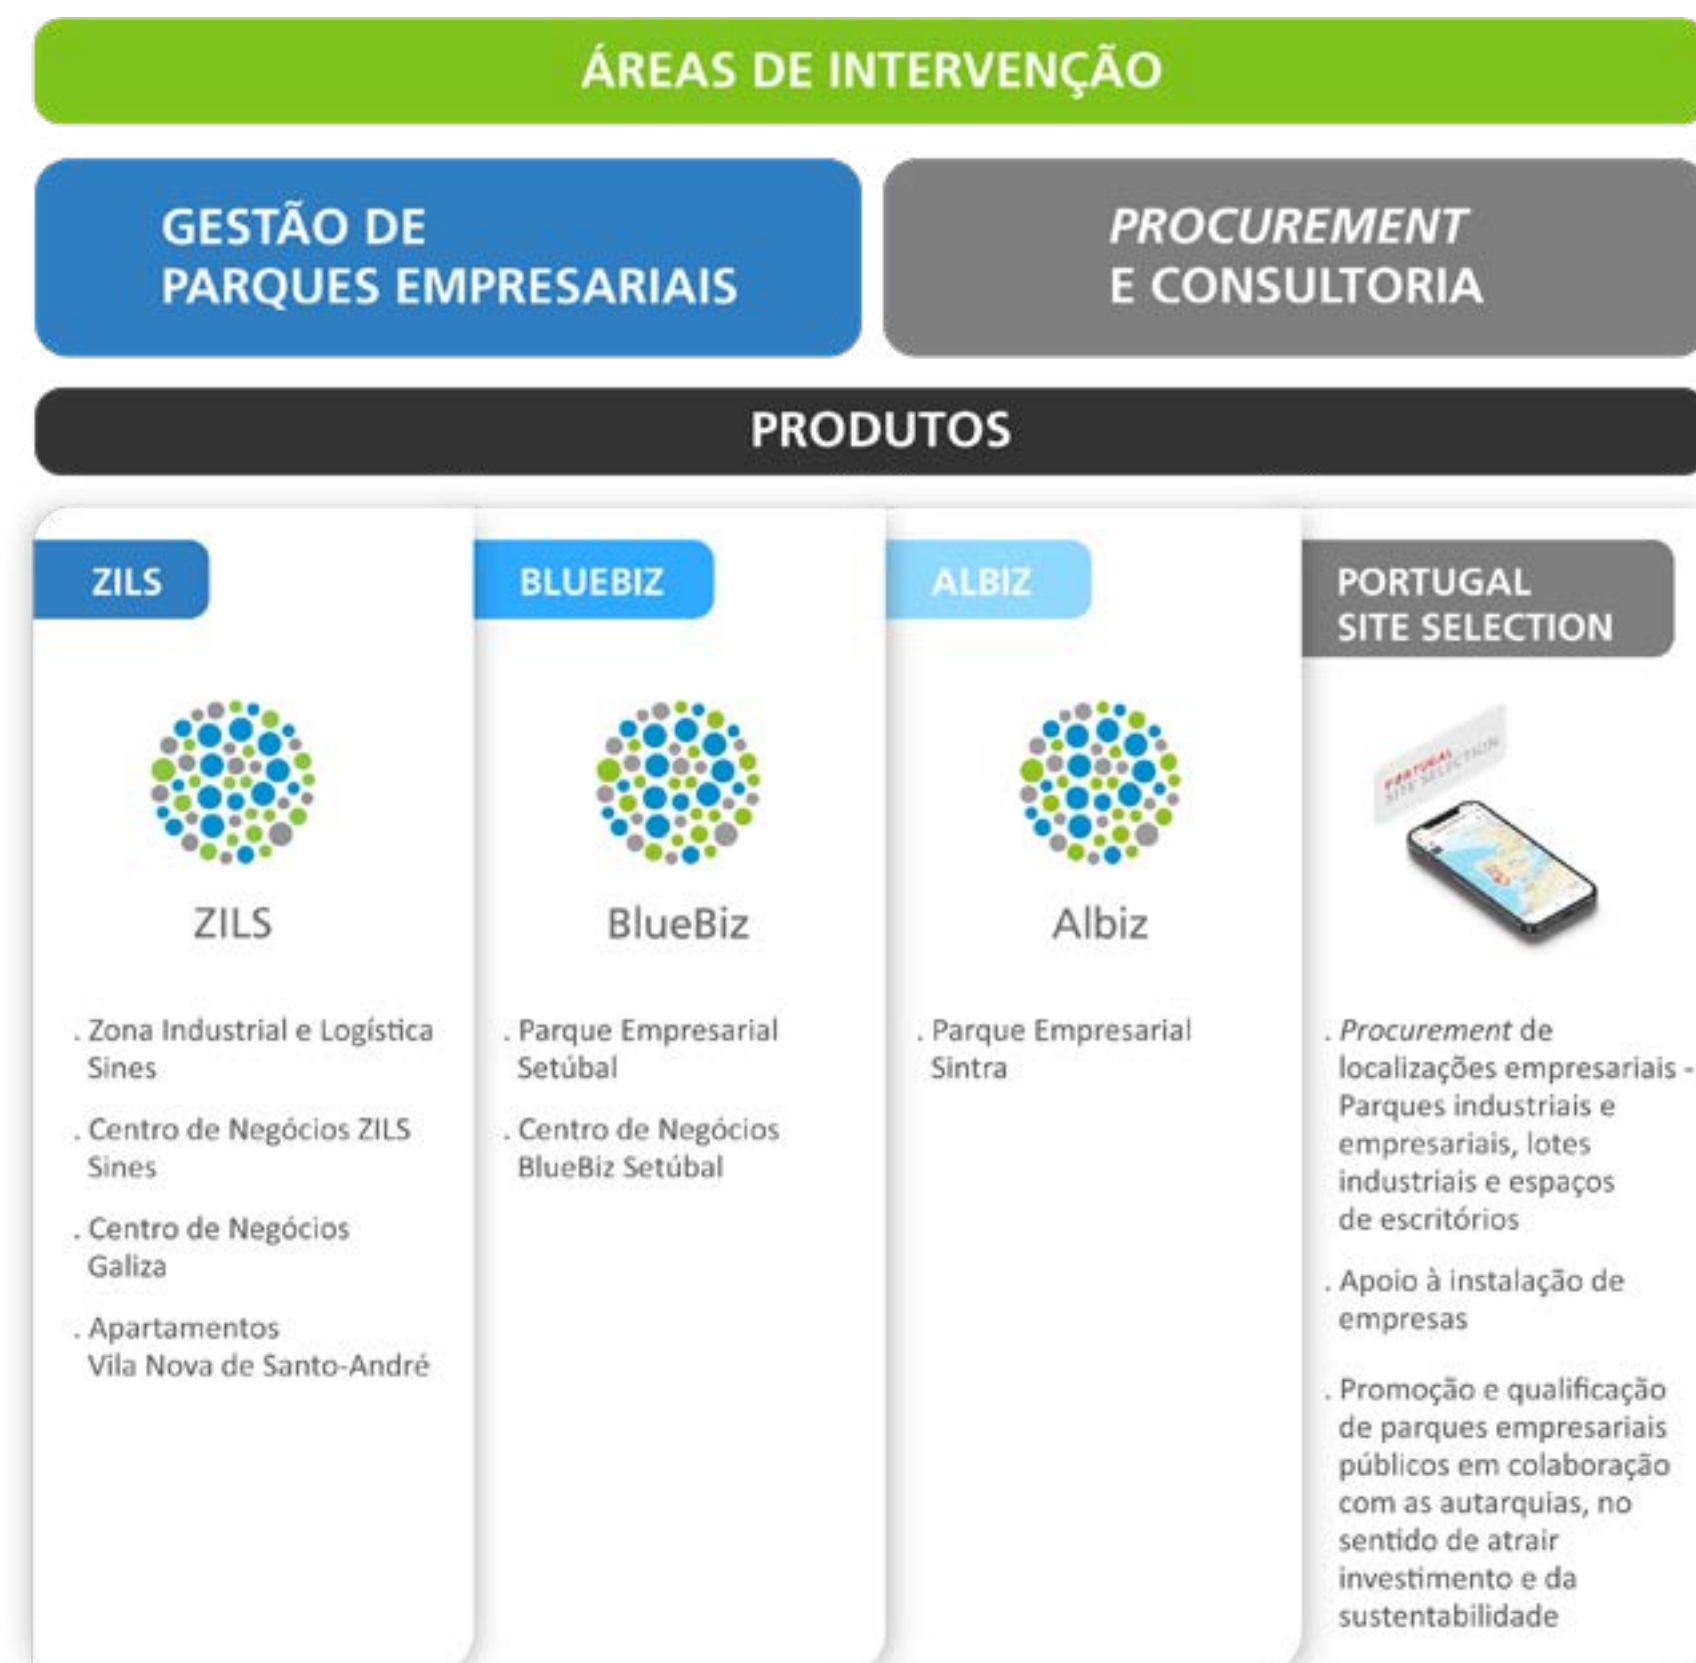 ÁREAS DE INTERVENÇÃO
GESTÃO DE
PARQUES EMPRESARIAIS
PROCUREMENT
E CONSULTORIA
PRODUTOS
ZILS
ZILS
. Zona Industrial e Logística
Sines
. Centro de Negócios ZILS
Sines
. Centro de Negócios
Galiza
. Apartamentos
Vila Nova de Santo-André
BLUEBIZ
BlueBiz
. Parque Empresarial
Setúbal
. Centro de Negócios
BlueBiz Setúbal
ALBIZ
Albiz
. Parque Empresarial
Sintra
PORTUGAL
SITE SELECTION
PORTUGAL
SITE SELECTION
. Procurement de
localizações empresariais -
Parques industriais e
empresariais, lotes
industriais e espaços
de escritórios
. Apoio à instalação de
empresas
. Promoção e qualificação
de parques empresariais
públicos em colaboração
com as autarquias, no
sentido de atrair
investimento e da
sustentabilidade